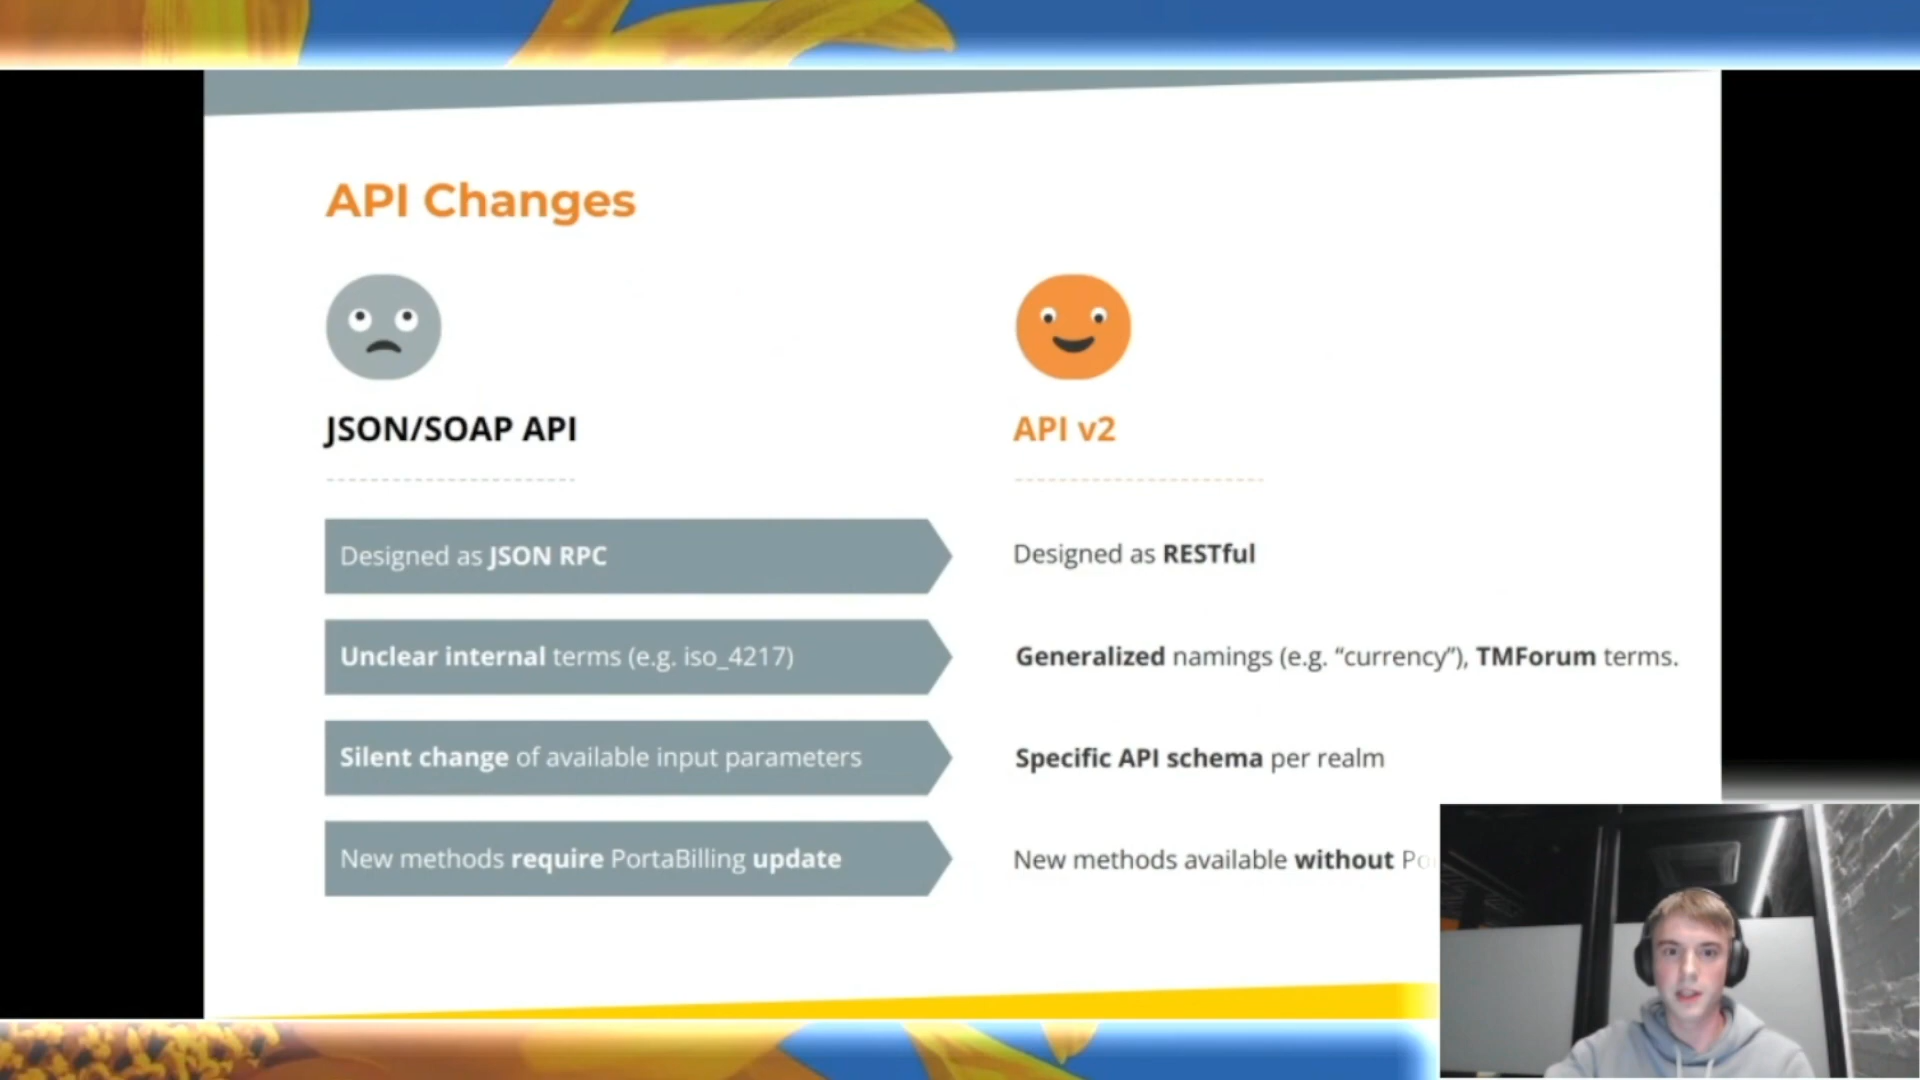 API Changes
JSON/SOAP API
API v2
Designed as JSON RPC
Designed as RESTful
Unclear internal terms (e.g. iso_4217)
Generalized namings (e.g. “currency”), TMForum terms.
Silent change of available input parameters
Specific API schema per realm
New methods require PortaBilling update
New methods available without